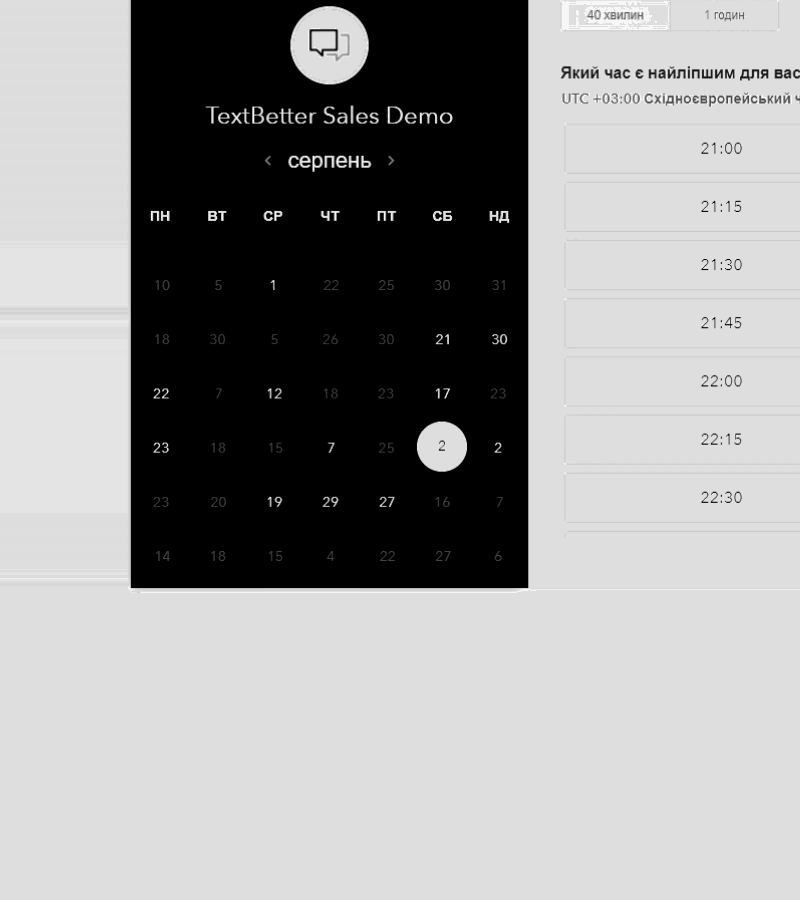 TextBetter Sales Demo
< серпень >
ПН ВТ СР ЧТ ПТ СБ НД
10 5 1 22 25 30 31
18 30 5 26 30 21 30
22 7 12 18 23 17 23
23 18 15 7 25 2 2
23 20 19 29 27 16 7
14 18 15 4 22 27 6
40 хвилин 1 годин
Який час є найліпшим для вас
UTC +03:00 Східноєвропейський ч
21:00
21:15
21:30
21:45
22:00
22:15
22:30